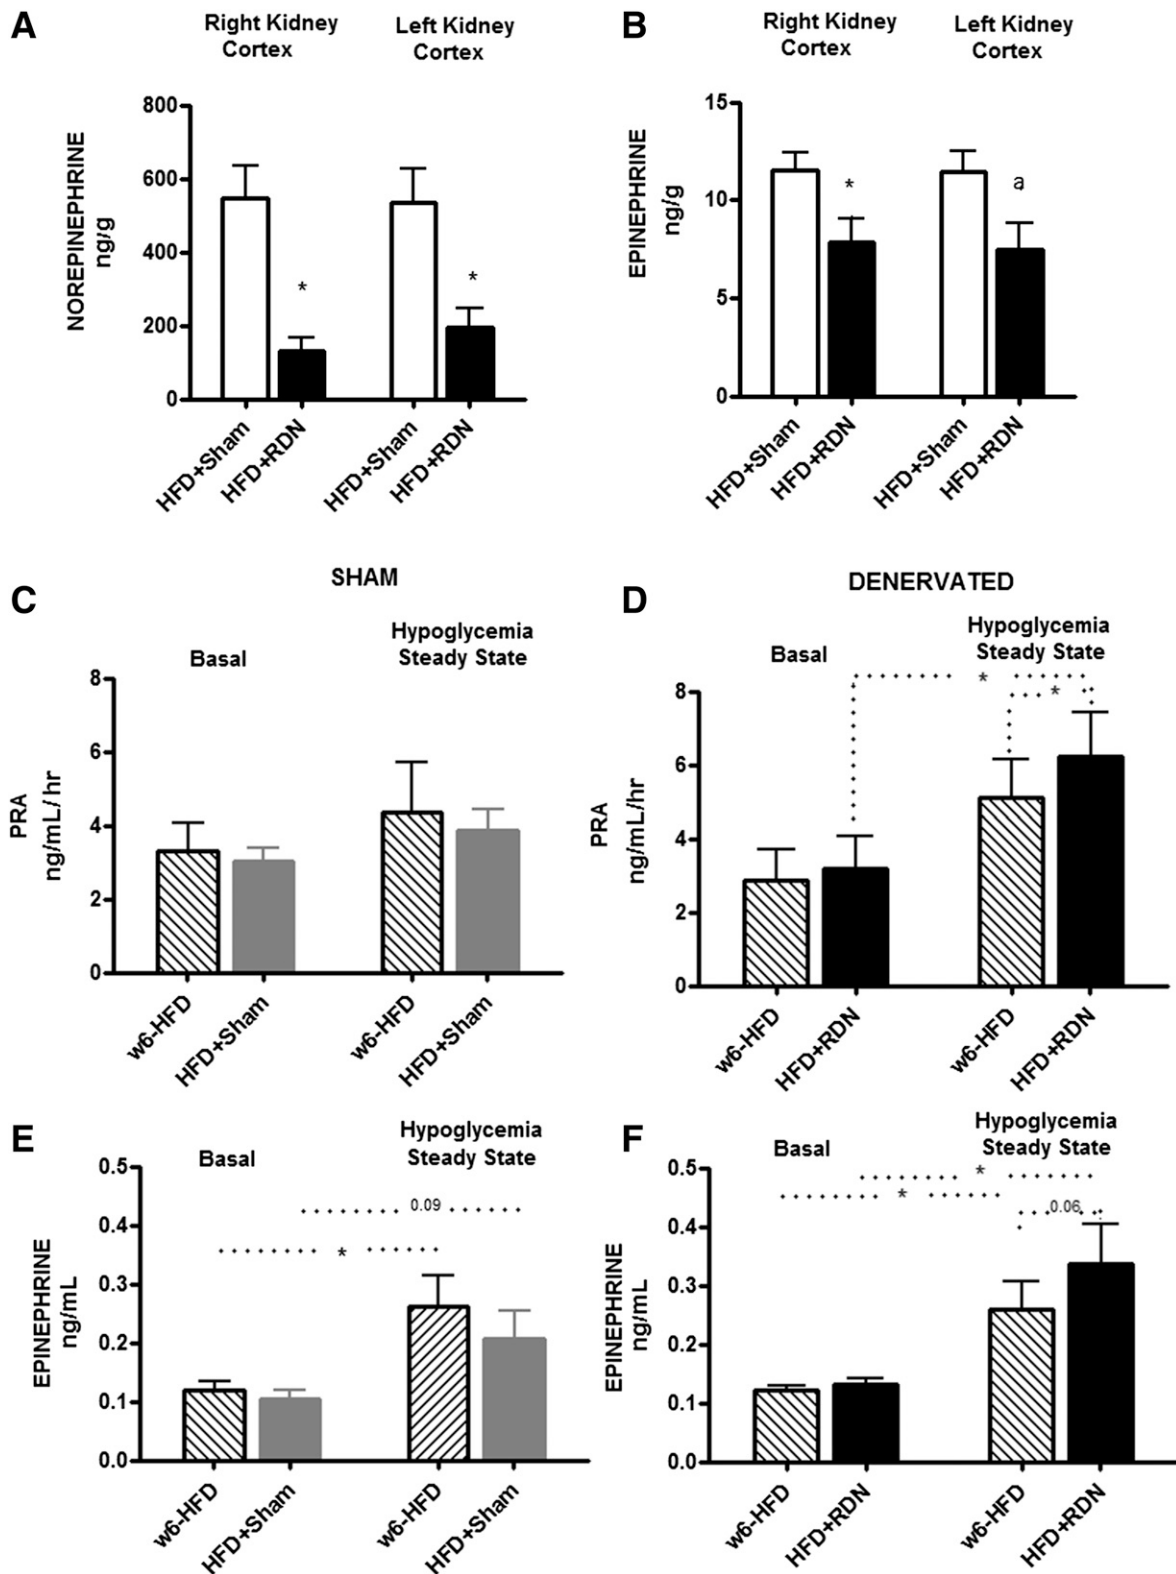 A
Right Kidney
Cortex
Left Kidney
Cortex
NOREPINEPHRINE
ng/g
800
600
400
200
0
*
*
HFD+Sham
HFD+RDN
HFD+Sham
HFD+RDN
B
Right Kidney
Cortex
Left Kidney
Cortex
EPINEPHRINE
ng/g
15
10
5
0
*
a
HFD+Sham
HFD+RDN
HFD+Sham
HFD+RDN
C
SHAM
Basal
Hypoglycemia
Steady State
PRA
ng/mL/hr
8
6
4
2
0
w6-HFD
HFD+Sham
w6-HFD
HFD+Sham
D
DENERVATED
Basal
Hypoglycemia
Steady State
PRA
ng/mL/hr
8
6
4
2
0
*
*
w6-HFD
HFD+RDN
w6-HFD
HFD+RDN
E
Basal
Hypoglycemia
Steady State
EPINEPHRINE
ng/mL
0.5
0.4
0.3
0.2
0.1
0.0
0.09
*
w6-HFD
HFD+Sham
w6-HFD
HFD+Sham
F
Basal
Hypoglycemia
Steady State
EPINEPHRINE
ng/mL
0.5
0.4
0.3
0.2
0.1
0.0
*
*
0.06
w6-HFD
HFD+RDN
w6-HFD
HFD+RDN